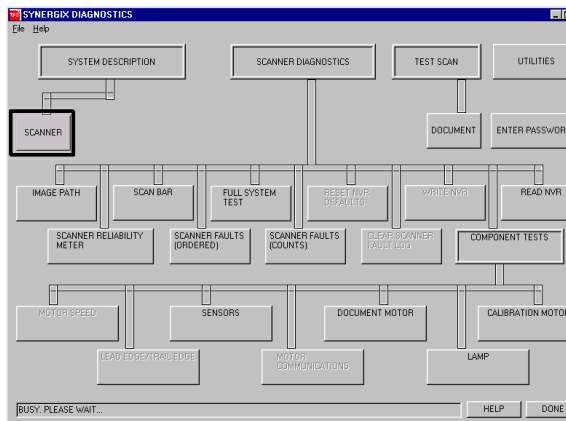 SYNERGIX DIAGNOSTICS
File Help
SYSTEM DESCRIPTION
SCANNER DIAGNOSTICS
TEST SCAN
UTILITIES
SCANNER
DOCUMENT
ENTER PASSWOR
IMAGE PATH
SCAN BAR
FULL SYSTEM
TEST
RESET NVR
DEFAULTS
WRITE NVR
READ NVR
SCANNER RELIABILITY
METER
SCANNER FAULTS
(ORDERED)
SCANNER FAULTS
(COUNTS)
CLEAR SCANNER
FAULT LOG
COMPONENT TESTS
MOTOR SPEED
SENSORS
DOCUMENT MOTOR
CALIBRATION MOTO
LEAD EDGE/TRAIL EDGE
MOTOR
COMMUNICATIONS
LAMP
BUSY. PLEASE WAIT...
HELP
DONE